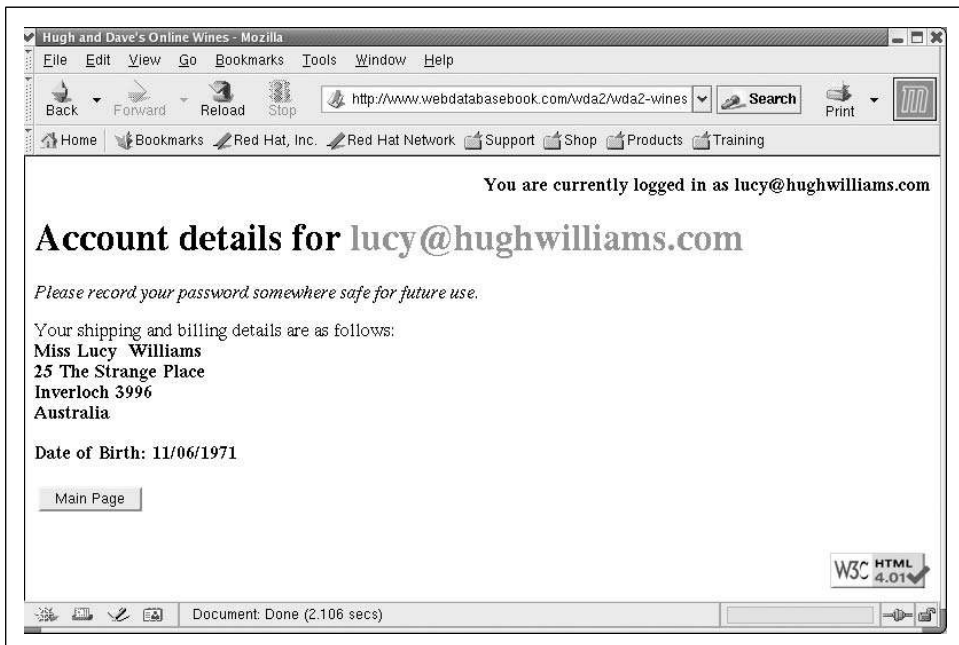 Hugh and Dave's Online Wines - Mozilla
File Edit View Go Bookmarks Tools Window Help
Back Forward Reload Stop http://www.webdatabasebook.com/wda2/wda2-wines Search Print
Home Bookmarks Red Hat, Inc. Red Hat Network Support Shop Products Training
You are currently logged in as lucy@hughwilliams.com
Account details for lucy@hughwilliams.com
Please record your password somewhere safe for future use.
Your shipping and billing details are as follows:
Miss Lucy Williams
25 The Strange Place
Inverloch 3996
Australia
Date of Birth: 11/06/1971
Main Page
W3C HTML 4.01
Document: Done (2.106 secs)